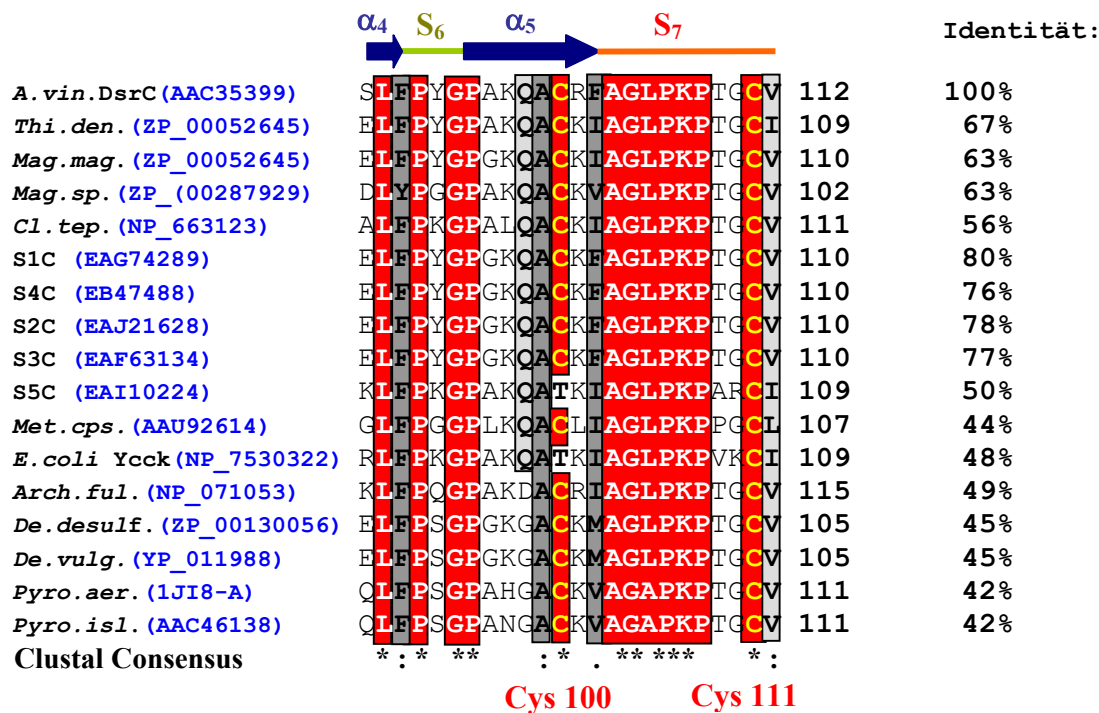 α4 S6 α5 S7 Identität:
A.vin.DsrC(AAC35399) SLFPYGPAKQACRFAGLPKPTGCV 112 100%
Thi.den.(ZP_00052645) ELFPYGPAKQACKIAGLPKPTGCI 109 67%
Mag.mag.(ZP_00052645) ELFPYGPGKQACKIAGLPKPTGCV 110 63%
Mag.sp.(ZP_(00287929) DLYPGGPAKQACKVAGLPKPTGCV 102 63%
Cl.tep.(NP_663123) ALFPKGPALQACKIAGLPKPTGCV 111 56%
S1C (EAG74289) ELFPYGPGKQACKFAGLPKPTGCV 110 80%
S4C (EB47488) ELFPYGPGKQACKFAGLPKPTGCV 110 76%
S2C (EAJ21628) ELFPYGPGKQACKFAGLPKPTGCV 110 78%
S3C (EAF63134) ELFPYGPGKQACKFAGLPKPTGCV 110 77%
S5C (EAI10224) KLFPKGPAKQATKIAGLPKPARCI 109 50%
Met.cps.(AAU92614) GLFPGGPLKQACLIAGLPKPPGCL 107 44%
E.coli Ycck(NP_7530322) RLFPKGPAKQATKIAGLPKPVKCI 109 48%
Arch.ful.(NP_071053) KLFPQGPAKDACRIAGLPKPTGCV 115 49%
De.desulf.(ZP_00130056) ELFPSGPGKGACKMAGLPKPTGCV 105 45%
De.vulg.(YP_011988) ELFPSGPGKGACKMAGLPKPTGCV 105 45%
Pyro.aer.(1JI8-A) QLFPSGPAHGACKVAGAPKPTGCV 111 42%
Pyro.isl.(AAC46138) QLFPSGPANGACKVAGAPKPTGCV 111 42%
Clustal Consensus *:* ** :* . ** *** *:
Cys 100 Cys 111